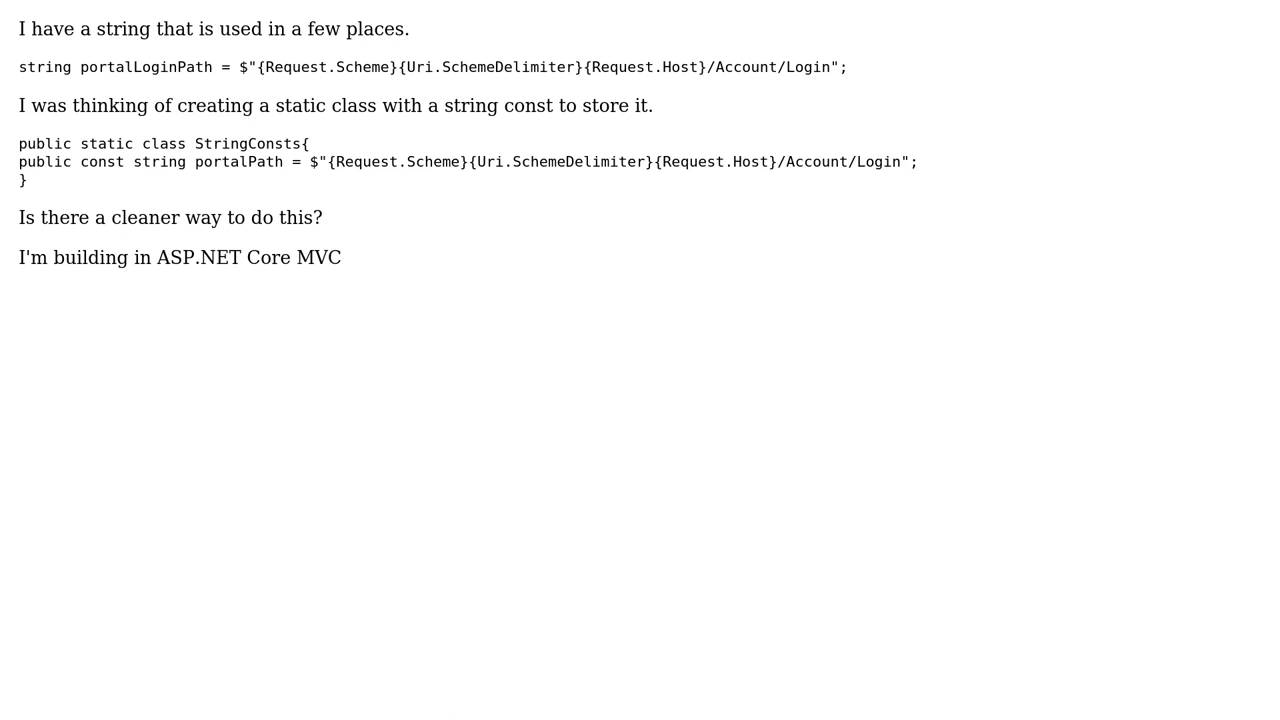 I have a string that is used in a few places.
string portalLoginPath = $"{Request.Scheme}{Uri.SchemeDelimiter}{Request.Host}/Account/Login";
I was thinking of creating a static class with a string const to store it.
public static class StringConsts{
public const string portalPath = $"{Request.Scheme}{Uri.SchemeDelimiter}{Request.Host}/Account/Login";
}
Is there a cleaner way to do this?
I'm building in ASP.NET Core MVC